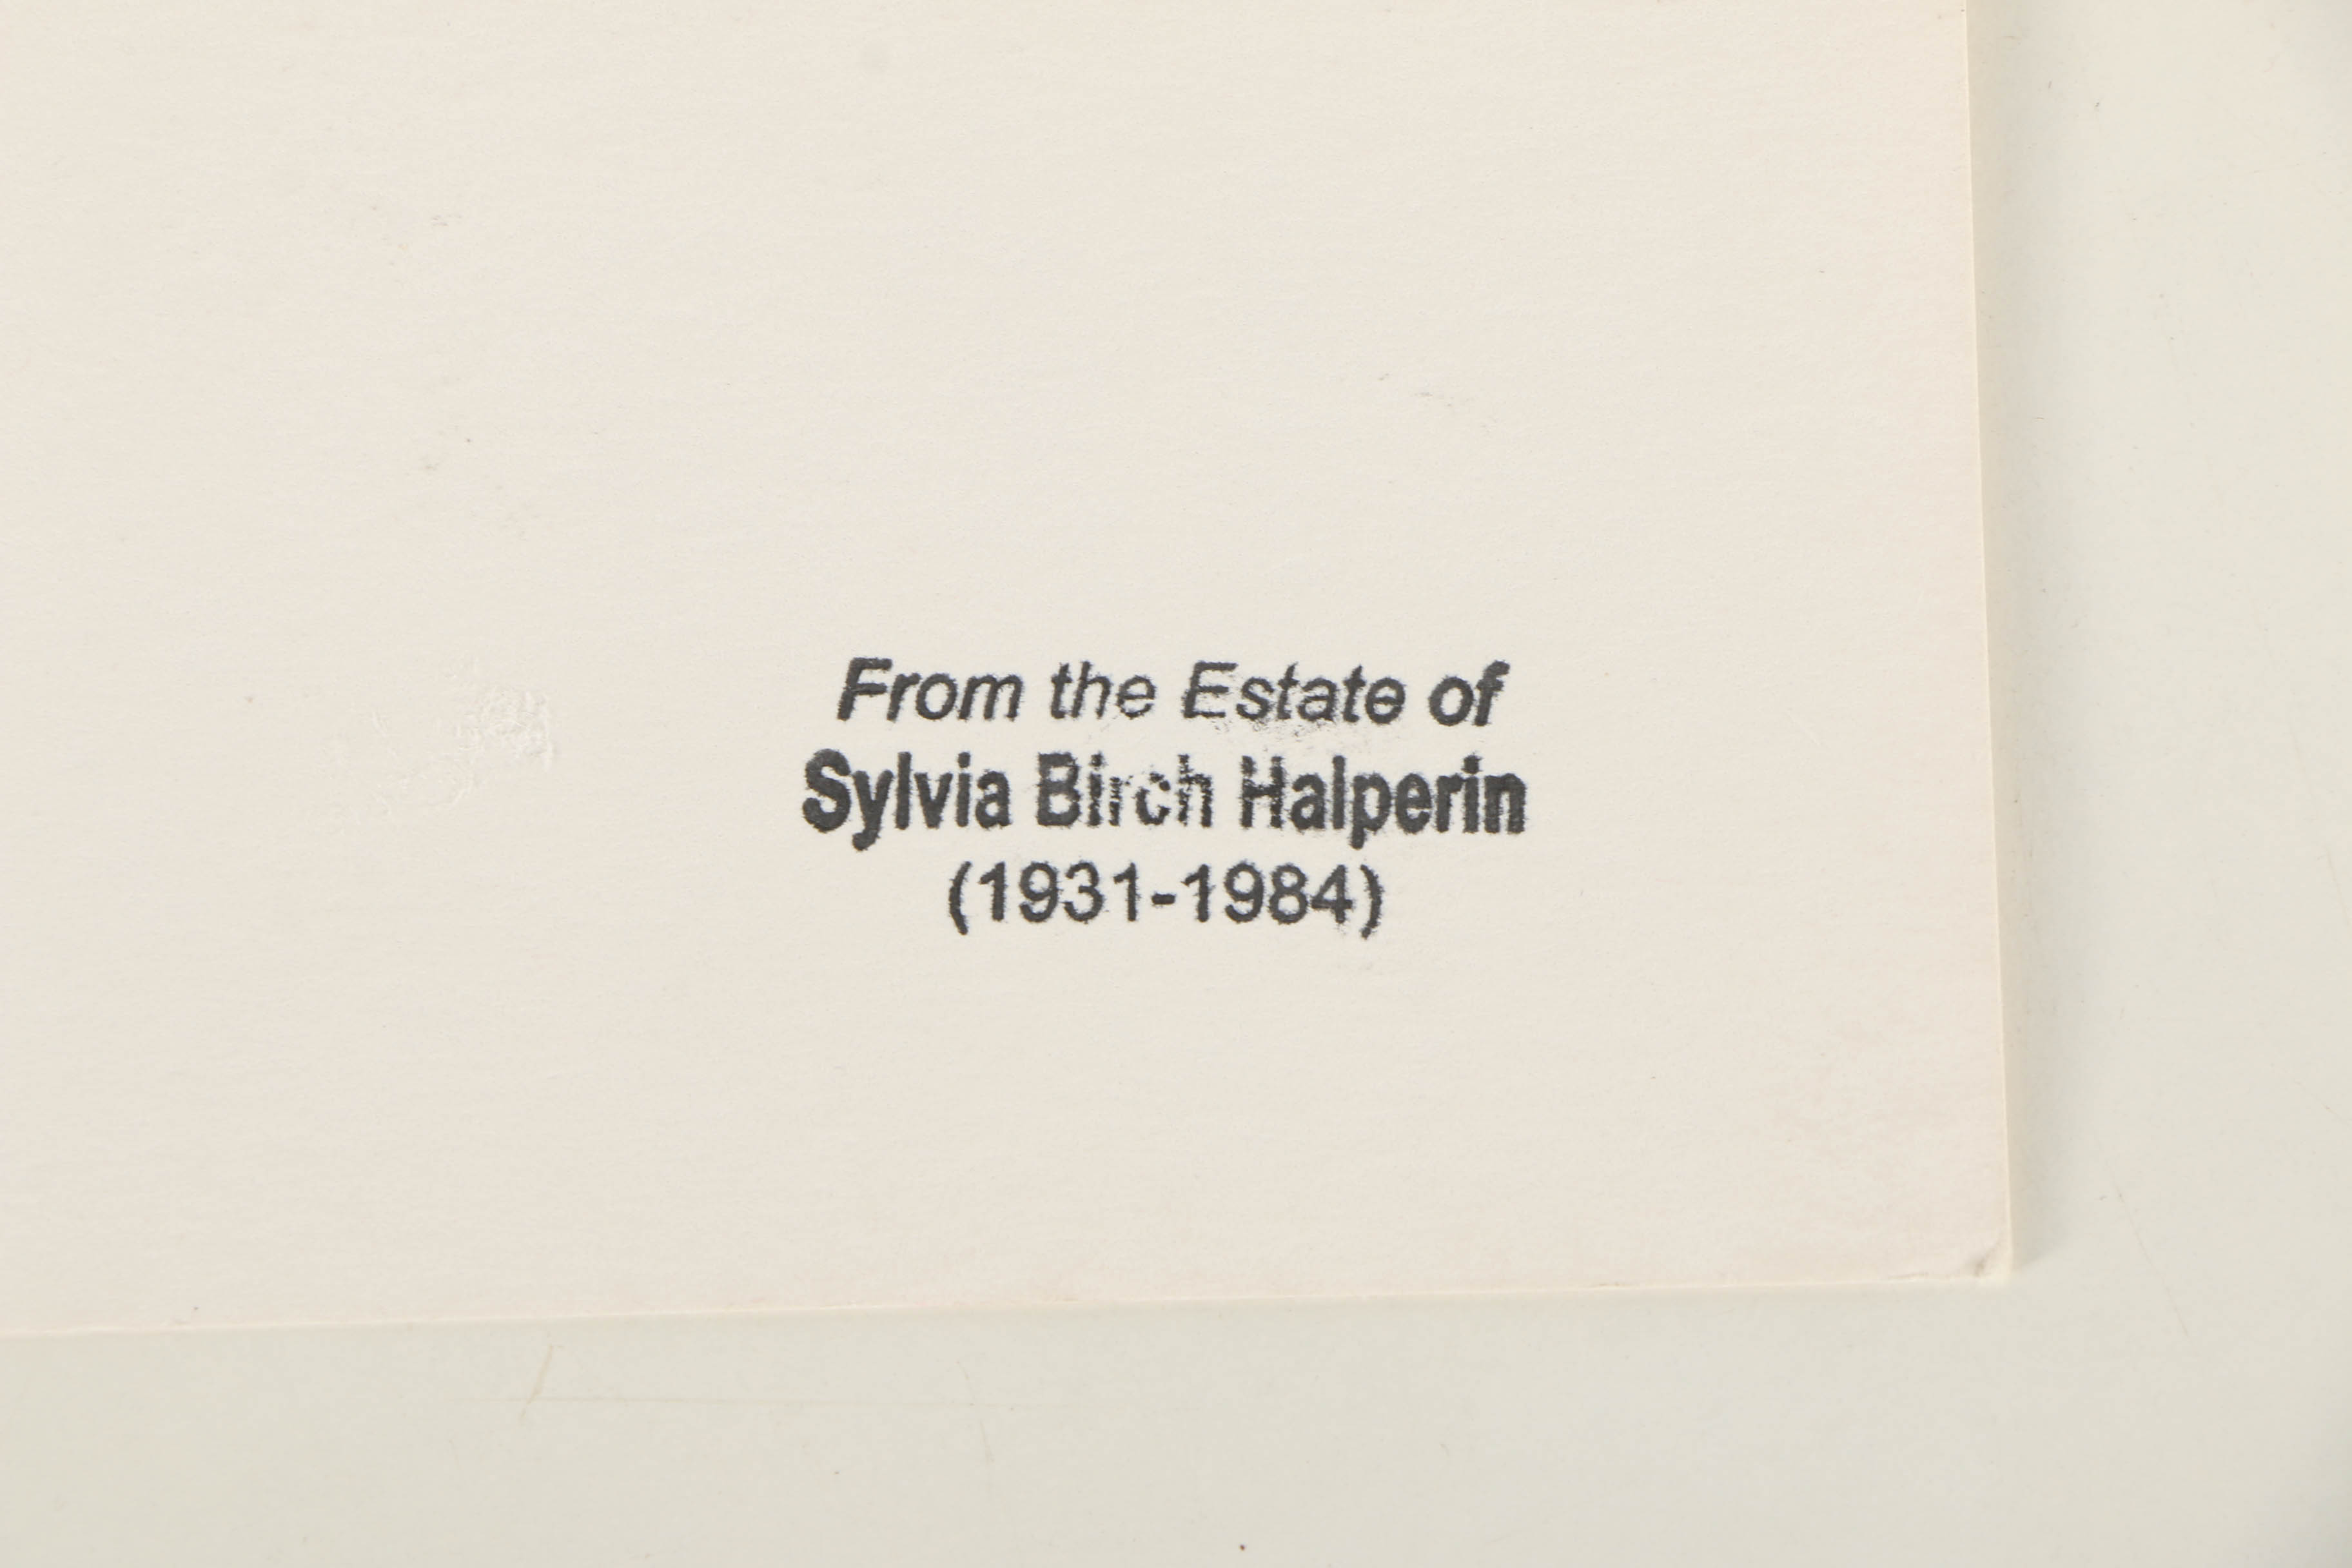 From the Estate of
Sylvia Birch Halperin
(1931-1984)